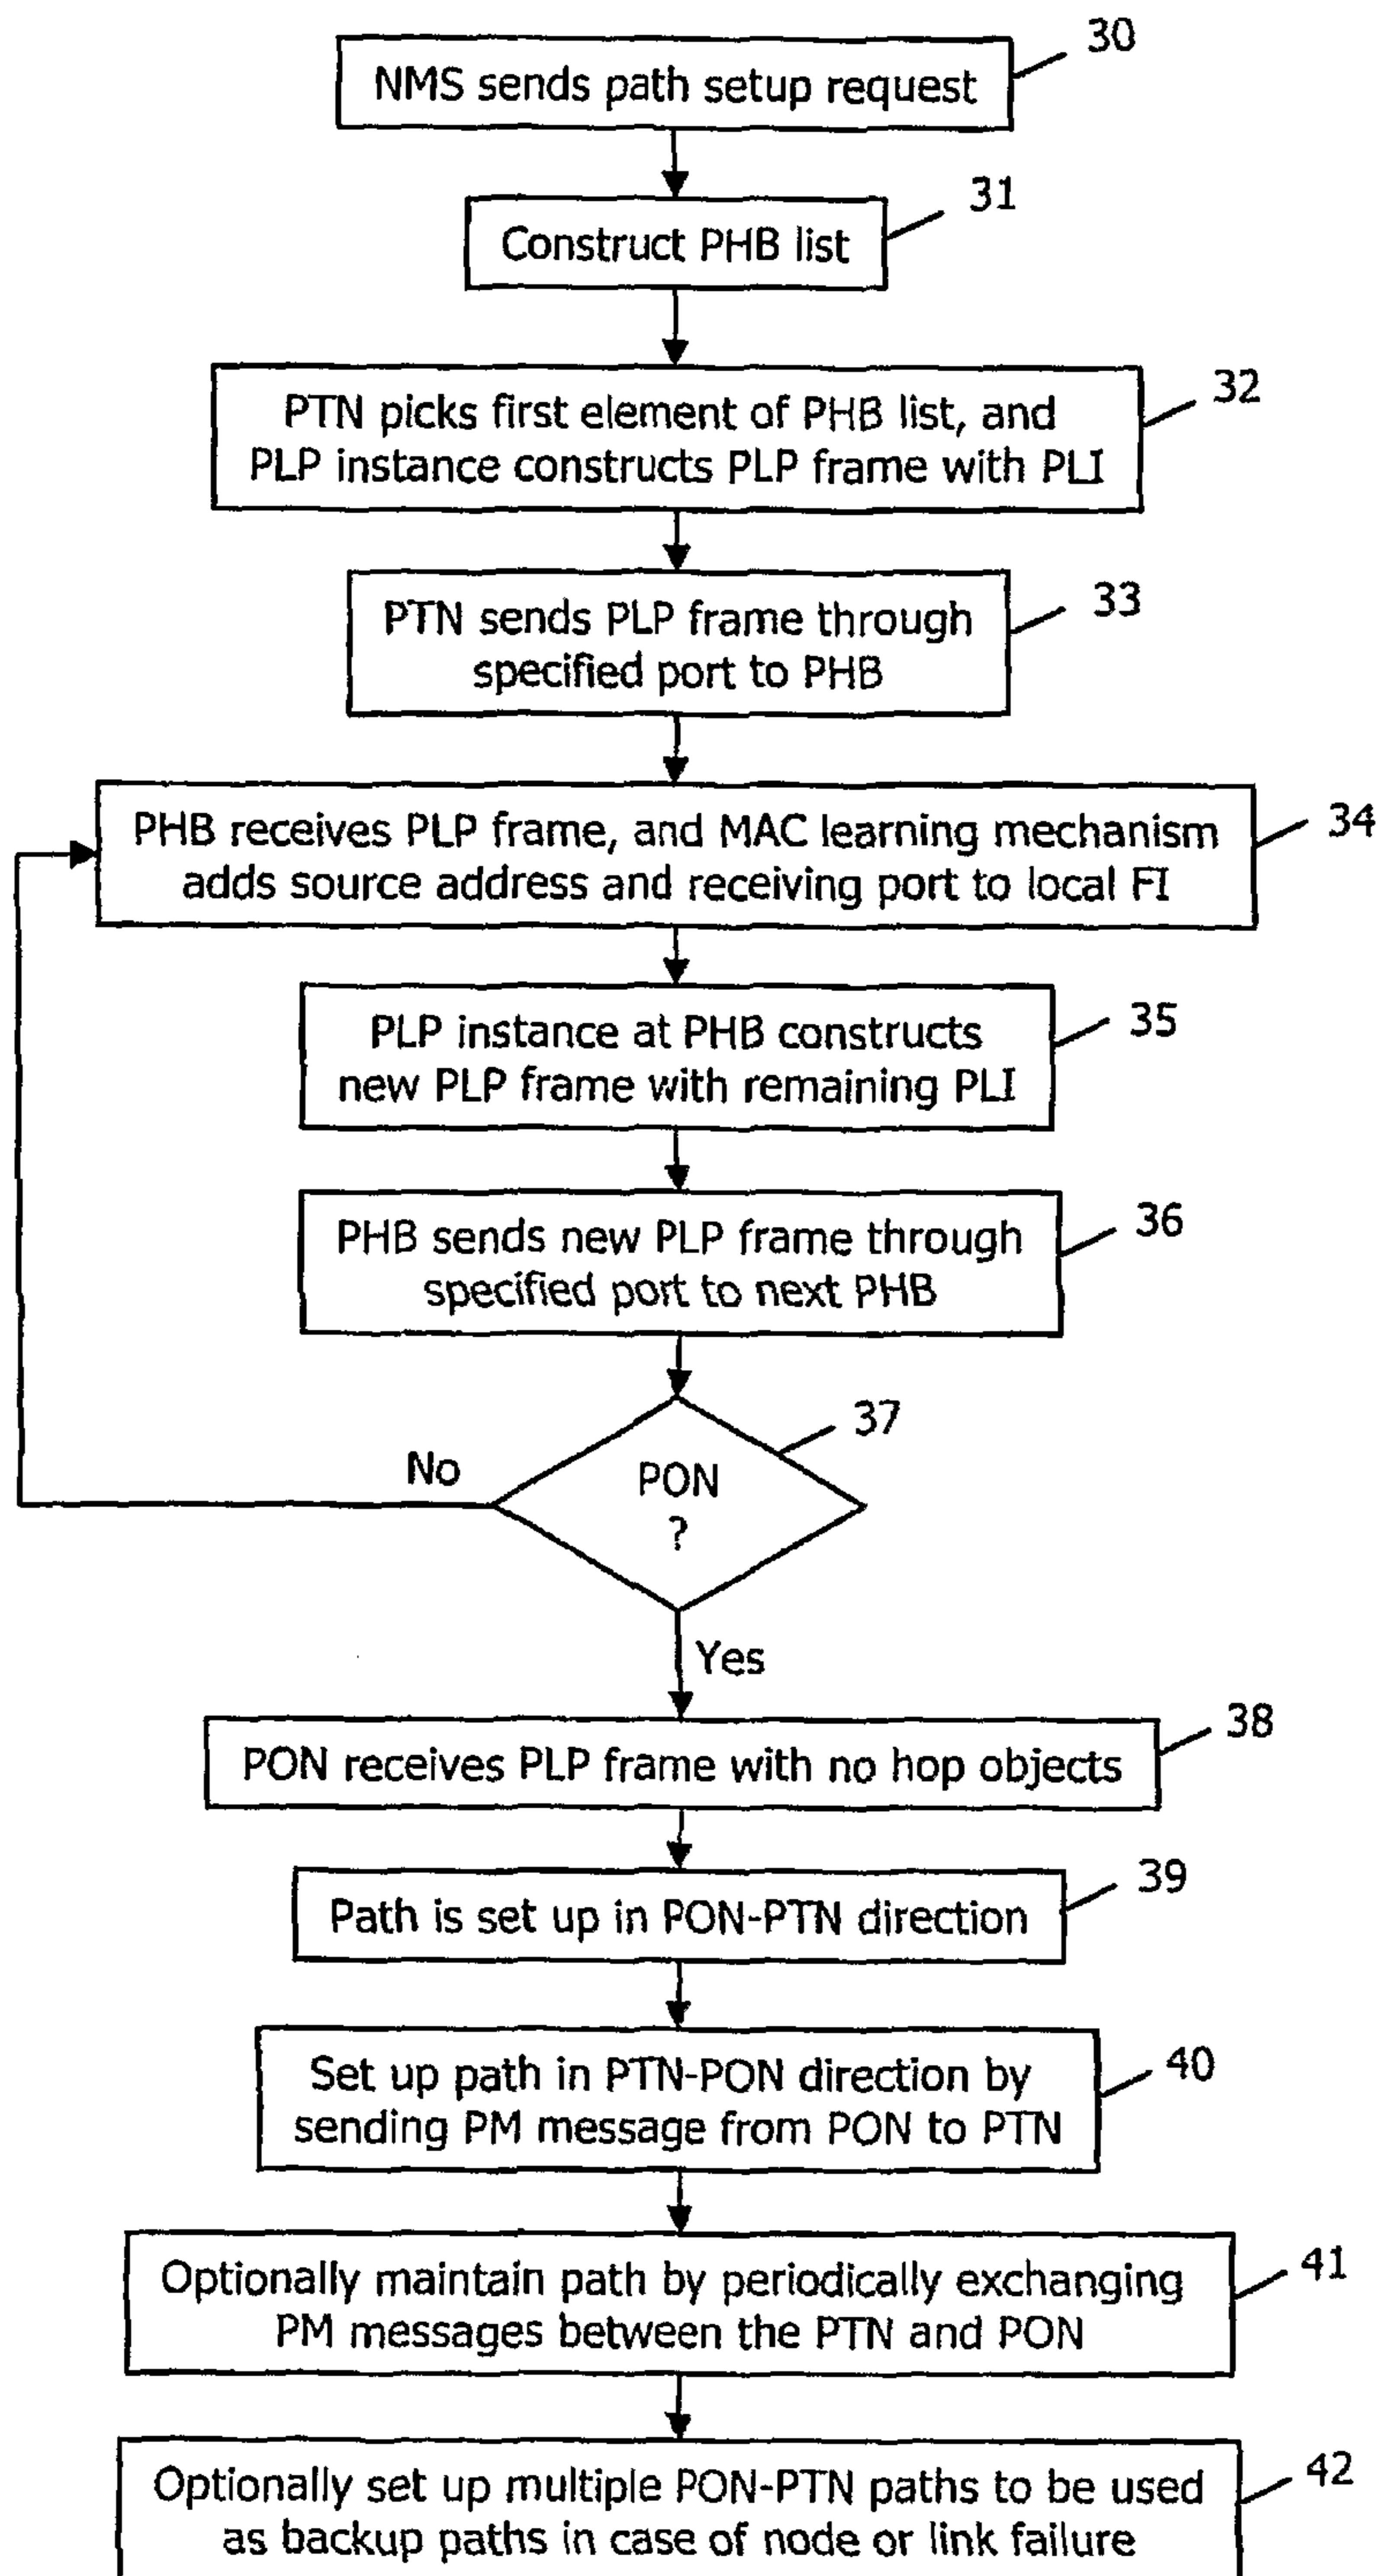 30
NMS sends path setup request
31
Construct PHB list
32
PTN picks first element of PHB list, and
PLP instance constructs PLP frame with PLI
33
PTN sends PLP frame through
specified port to PHB
34
PHB receives PLP frame, and MAC learning mechanism
adds source address and receiving port to local FI
35
PLP instance at PHB constructs
new PLP frame with remaining PLI
36
PHB sends new PLP frame through
specified port to next PHB
37
No
PON
?
Yes
38
PON receives PLP frame with no hop objects
39
Path is set up in PON-PTN direction
40
Set up path in PTN-PON direction by
sending PM message from PON to PTN
41
Optionally maintain path by periodically exchanging
PM messages between the PTN and PON
42
Optionally set up multiple PON-PTN paths to be used
as backup paths in case of node or link failure